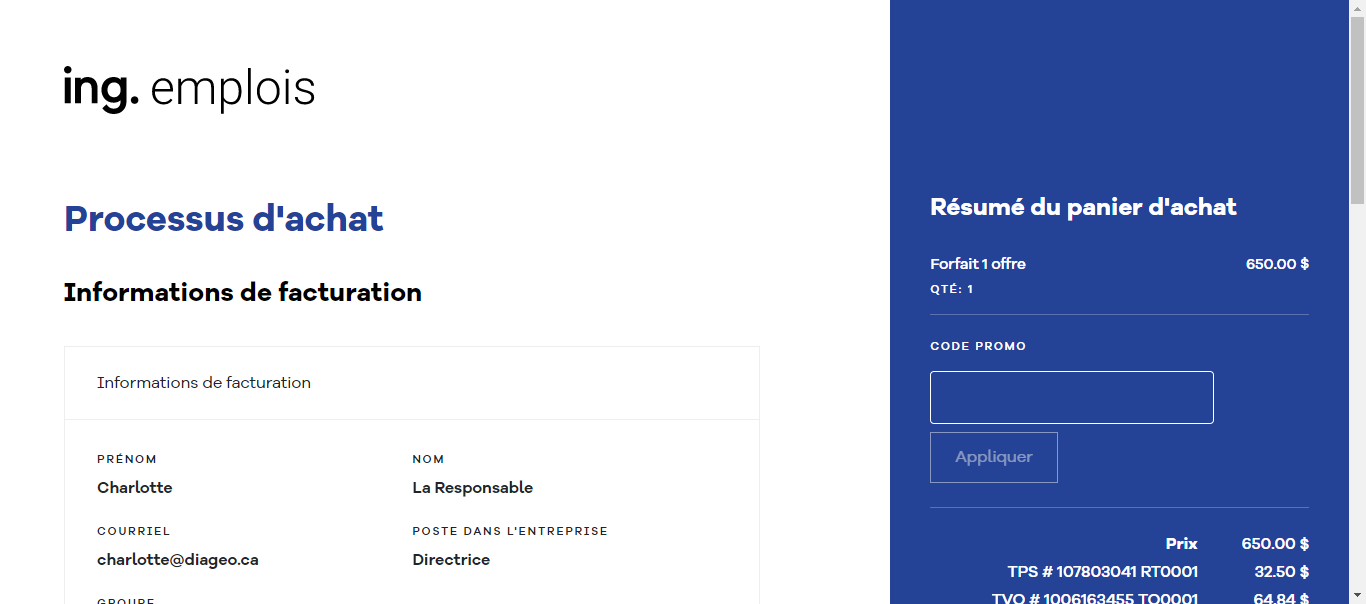 ing. emplois
Processus d'achat
Informations de facturation
Informations de facturation
PRÉNOM
Charlotte
NOM
La Responsable
COURRIEL
charlotte@diageo.ca
POSTE DANS L'ENTREPRISE
Directrice
GROUPE
Résumé du panier d'achat
Forfait 1 offre 650.00 $
QTÉ: 1
CODE PROMO
Appliquer
Prix 650.00 $
TPS # 107803041 RT0001 32.50 $
TVQ # 1006163455 TQ0001 64.84 $